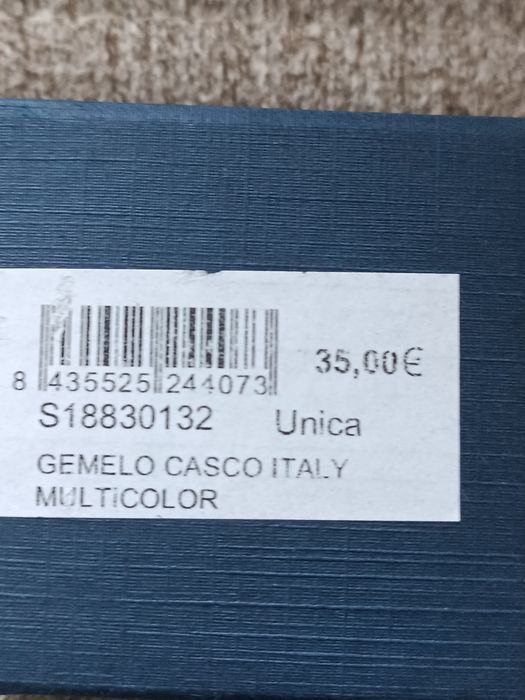 35,00€
8 435525 244073
S18830132 Unica
GEMELO CASCO ITALY
MULTICOLOR